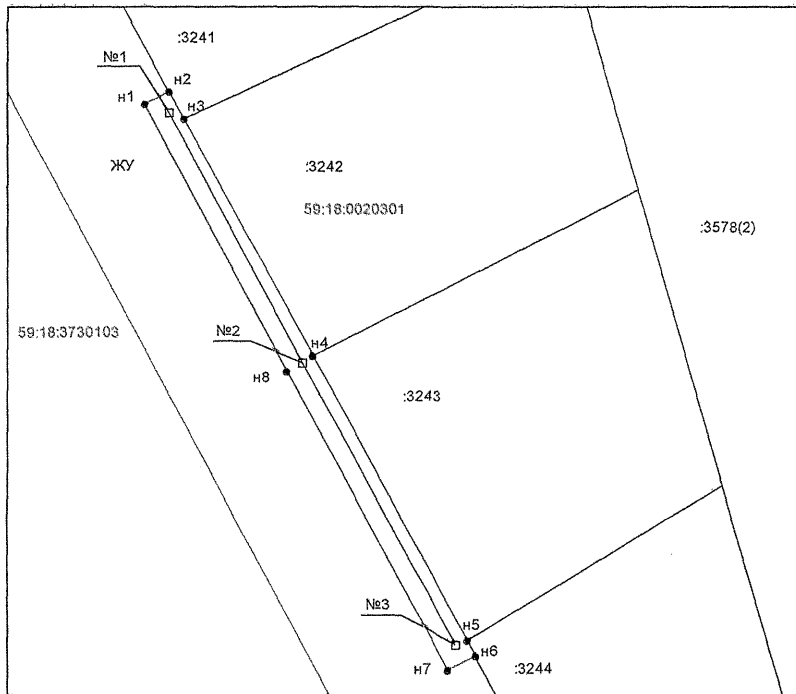 :3241
№1
н2
н1
н3
ЖУ
:3242
59:18:0020301
:3578(2)
59:18:3730103
№2
н4
н8
:3243
№3
н5
н6
н7
:3244